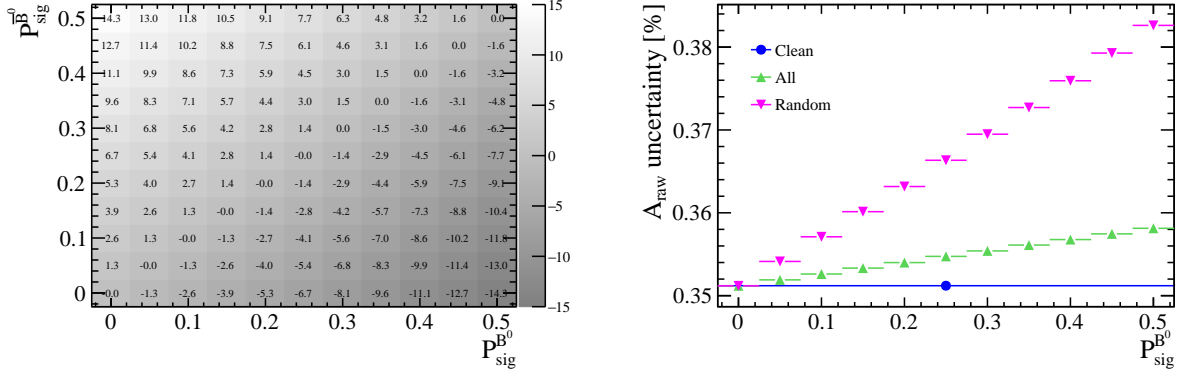 P_sig^B̄⁰
0.5 14.3 13.0 11.8 10.5 9.1 7.7 6.3 4.8 3.2 1.6 0.0
12.7 11.4 10.2 8.8 7.5 6.1 4.6 3.1 1.6 0.0 -1.6
0.4 11.1 9.9 8.6 7.3 5.9 4.5 3.0 1.5 0.0 -1.6 -3.2
9.6 8.3 7.1 5.7 4.4 3.0 1.5 0.0 -1.6 -3.1 -4.8
0.3 8.1 6.8 5.6 4.2 2.8 1.4 0.0 -1.5 -3.0 -4.6 -6.2
6.7 5.4 4.1 2.8 1.4 -0.0 -1.4 -2.9 -4.5 -6.1 -7.7
0.2 5.3 4.0 2.7 1.4 -0.0 -1.4 -2.9 -4.4 -5.9 -7.5 -9.1
3.9 2.6 1.3 -0.0 -1.4 -2.8 -4.2 -5.7 -7.3 -8.8 -10.4
0.1 2.6 1.3 -0.0 -1.3 -2.7 -4.1 -5.6 -7.0 -8.6 -10.2 -11.8
1.3 -0.0 -1.3 -2.6 -4.0 -5.4 -6.8 -8.3 -9.9 -11.4 -13.0
0 0.0 -1.3 -2.6 -3.9 -5.3 -6.7 -8.1 -9.6 -11.1 -12.7 -14.3
0 0.1 0.2 0.3 0.4 0.5
P_sig^B⁰
15
10
5
0
−5
−10
−15
A_raw uncertainty [%]
0.38
0.37
0.36
0.35
Clean
All
Random
0 0.1 0.2 0.3 0.4 0.5
P_sig^B⁰